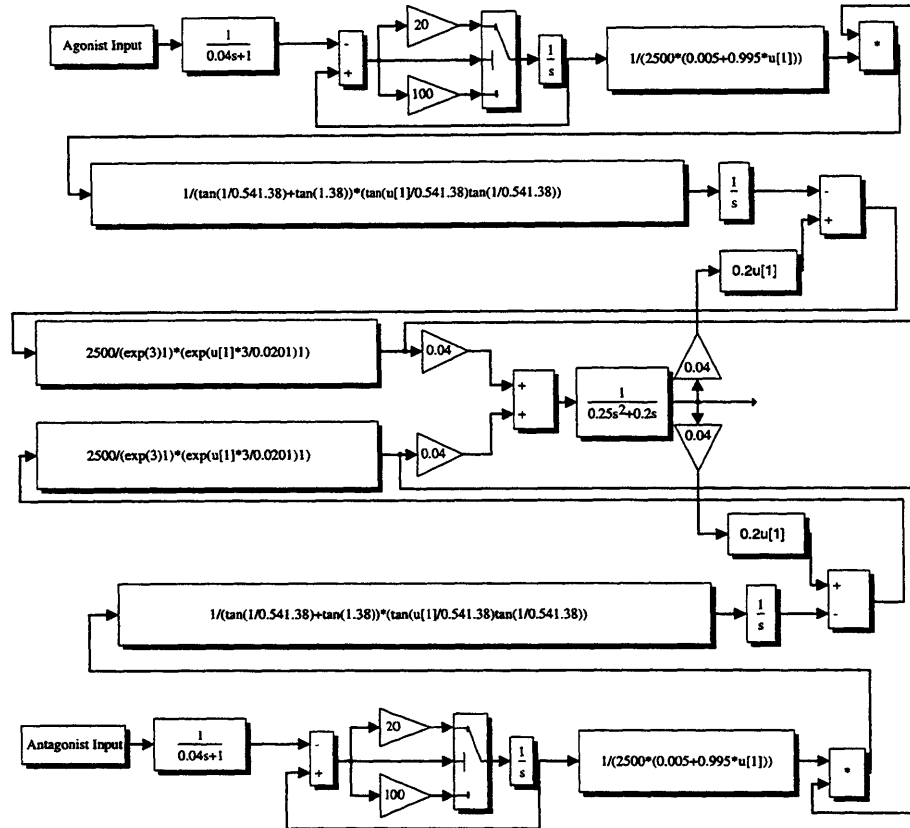 Agonist Input
1
0.04s+1
-
+
20
100
1
s
1/(2500*(0.005+0.995*u[1]))
*
1/(tan(1/0.541.38)+tan(1.38))*(tan(u[1]/0.541.38)tan(1/0.541.38))
1
s
-
+
0.2u[1]
2500/(exp(3)1)*(exp(u[1]*3/0.0201)1)
0.04
+
+
1
0.25s²+0.2s
0.04
0.04
2500/(exp(3)1)*(exp(u[1]*3/0.0201)1)
0.04
0.2u[1]
+
-
1/(tan(1/0.541.38)+tan(1.38))*(tan(u[1]/0.541.38)tan(1/0.541.38))
1
s
Antagonist Input
1
0.04s+1
-
+
20
100
1
s
1/(2500*(0.005+0.995*u[1]))
*